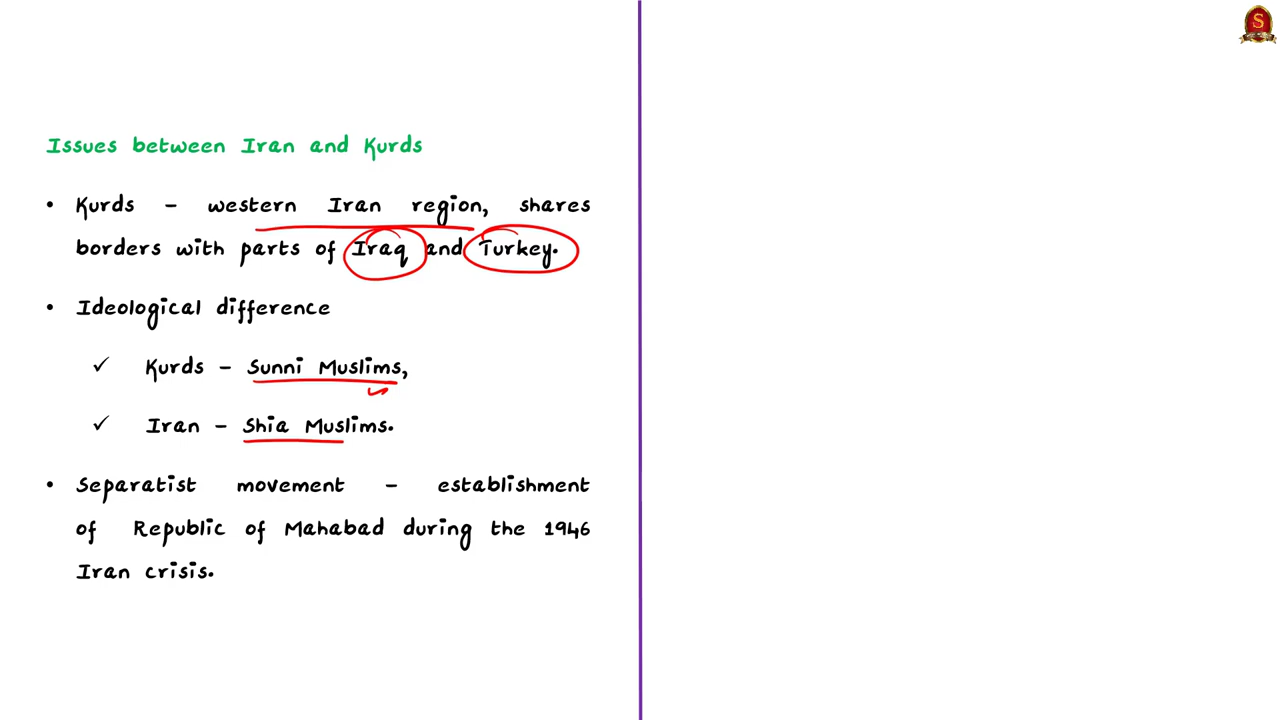 Issues between Iran and Kurds
• Kurds - western Iran region, shares
borders with parts of Iraq and Turkey.
• Ideological difference
✓ Kurds - Sunni Muslims,
✓ Iran - Shia Muslims.
• Separatist movement - establishment
of Republic of Mahabad during the 1946
Iran crisis.
S